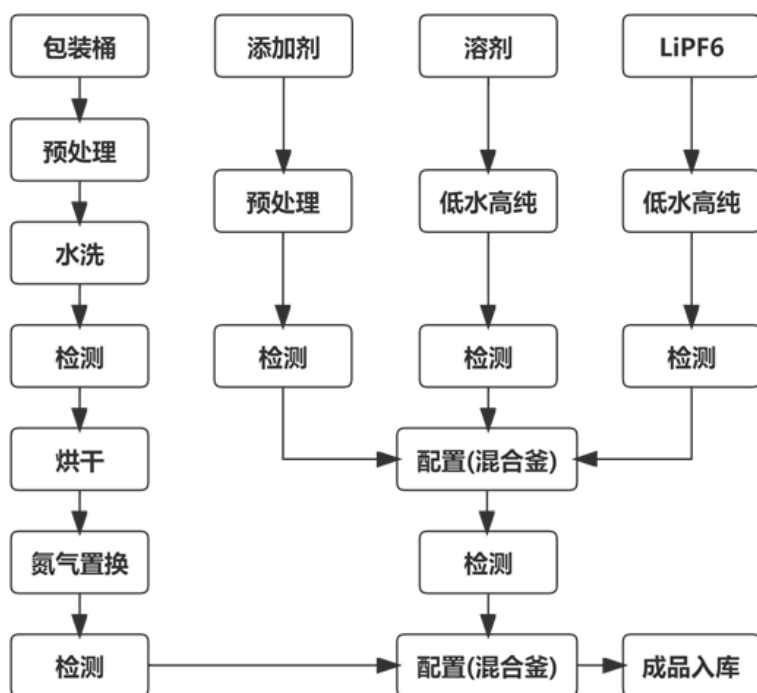 包装桶
添加剂
溶剂
LiPF6
预处理
预处理
低水高纯
低水高纯
水洗
检测
检测
检测
检测
烘干
配置(混合釜)
氮气置换
检测
检测
配置(混合釜)
成品入库